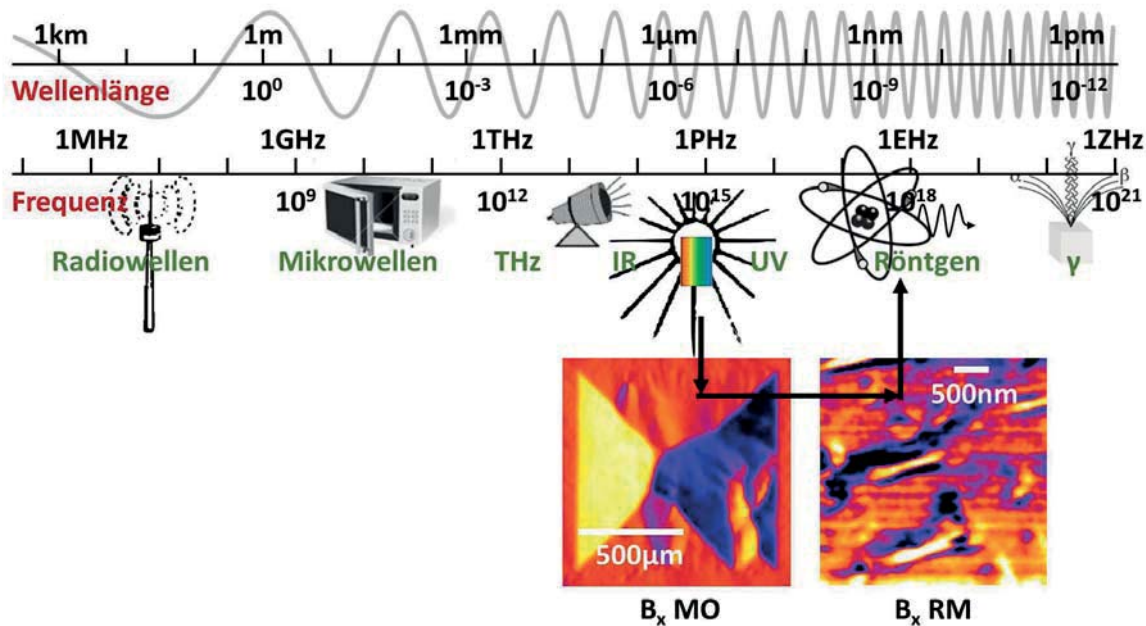 1km 1m 1mm 1µm 1nm 1pm
Wellenlänge 10⁰ 10⁻³ 10⁻⁶ 10⁻⁹ 10⁻¹²
1MHz 1GHz 1THz 1PHz 1EHz 1ZHz
γ
α β
Frequenz 10⁹ 10¹² 10¹⁵ 10¹⁸ 10²¹
Radiowellen Mikrowellen THz IR UV Röntgen γ
500nm
500µm
Bₓ MO Bₓ RM